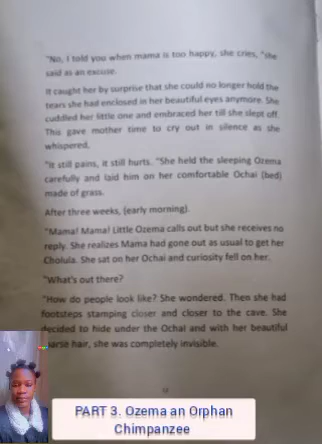 "No, I told you when mama is too happy, she cries, "she
said as an excuse.
It caught her by surprise that she could no longer hold the
tears she had enclosed in her beautiful eyes anymore. She
cuddled her little one and embraced her till she slept off.
This gave mother time to cry out in silence as she
whispered,
"It still pains, it still hurts. "She held the sleeping Ozema
carefully and laid him on her comfortable Ochai (bed)
made of grass.
After three weeks, (early morning).
"Mama! Mama! Little Ozema calls out but she receives no
reply. She realizes Mama had gone out as usual to get her
Cholula. She sat on her Ochai and curiosity fell on her.
"What's out there?
"How do people look like? She wondered. Then she had
footsteps stamping closer and closer to the cave. She
decided to hide under the Ochai and with her beautiful
hair, she was completely invisible.
PART 3. Ozema an Orphan
Chimpanzee